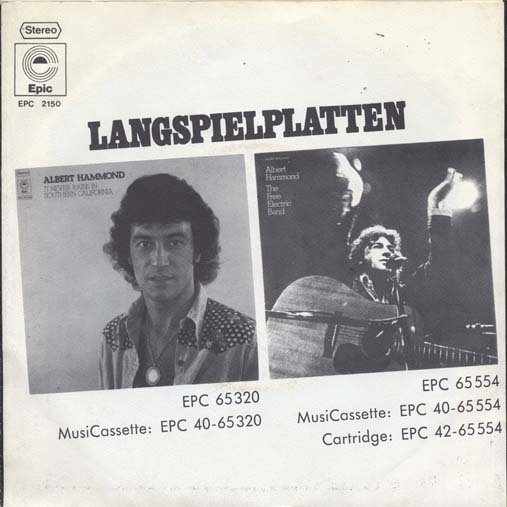 Stereo
Epic
EPC 2150
LANGSPIELPLATTEN
ALBERT HAMMOND
IT NEVER RAINS IN
SOUTHERN CALIFORNIA
Albert
Hammond
The
Free
Electric
Band
EPC 65320
MusiCassette: EPC 40-65320
EPC 65554
MusiCassette: EPC 40-65554
Cartridge: EPC 42-65554